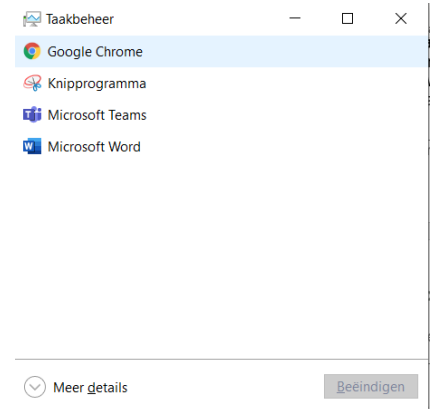 Taakbeheer
Google Chrome
Knipprogramma
Microsoft Teams
Microsoft Word
Meer details
Beëindigen